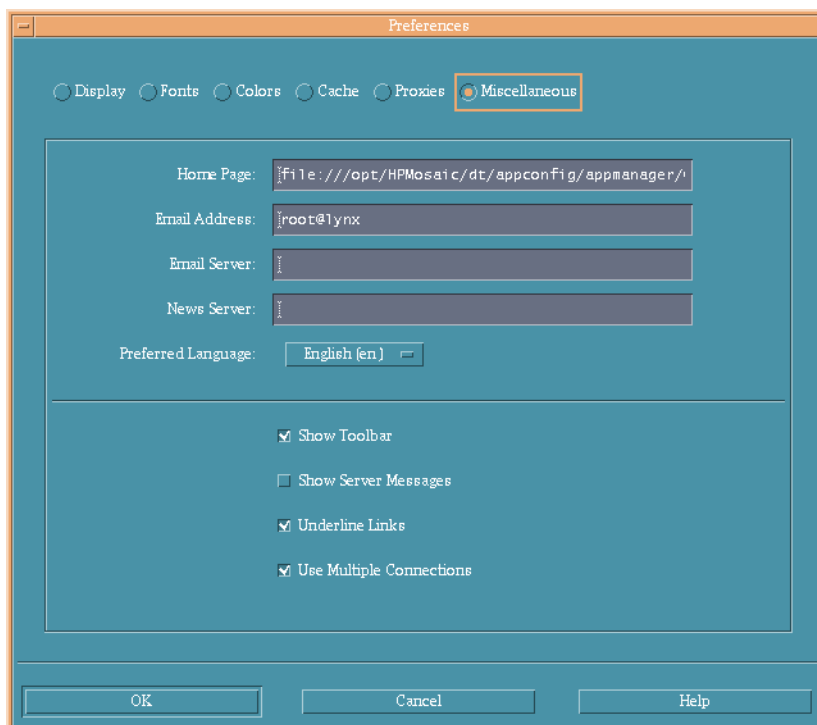 Preferences
Display Fonts Colors Cache Proxies Miscellaneous
Home Page: file:///opt/HPMosaic/dt/appconfig/appmanager/
Email Address: root@lynx
Email Server:
News Server:
Preferred Language: English (en)
Show Toolbar
Show Server Messages
Underline Links
Use Multiple Connections
OK Cancel Help